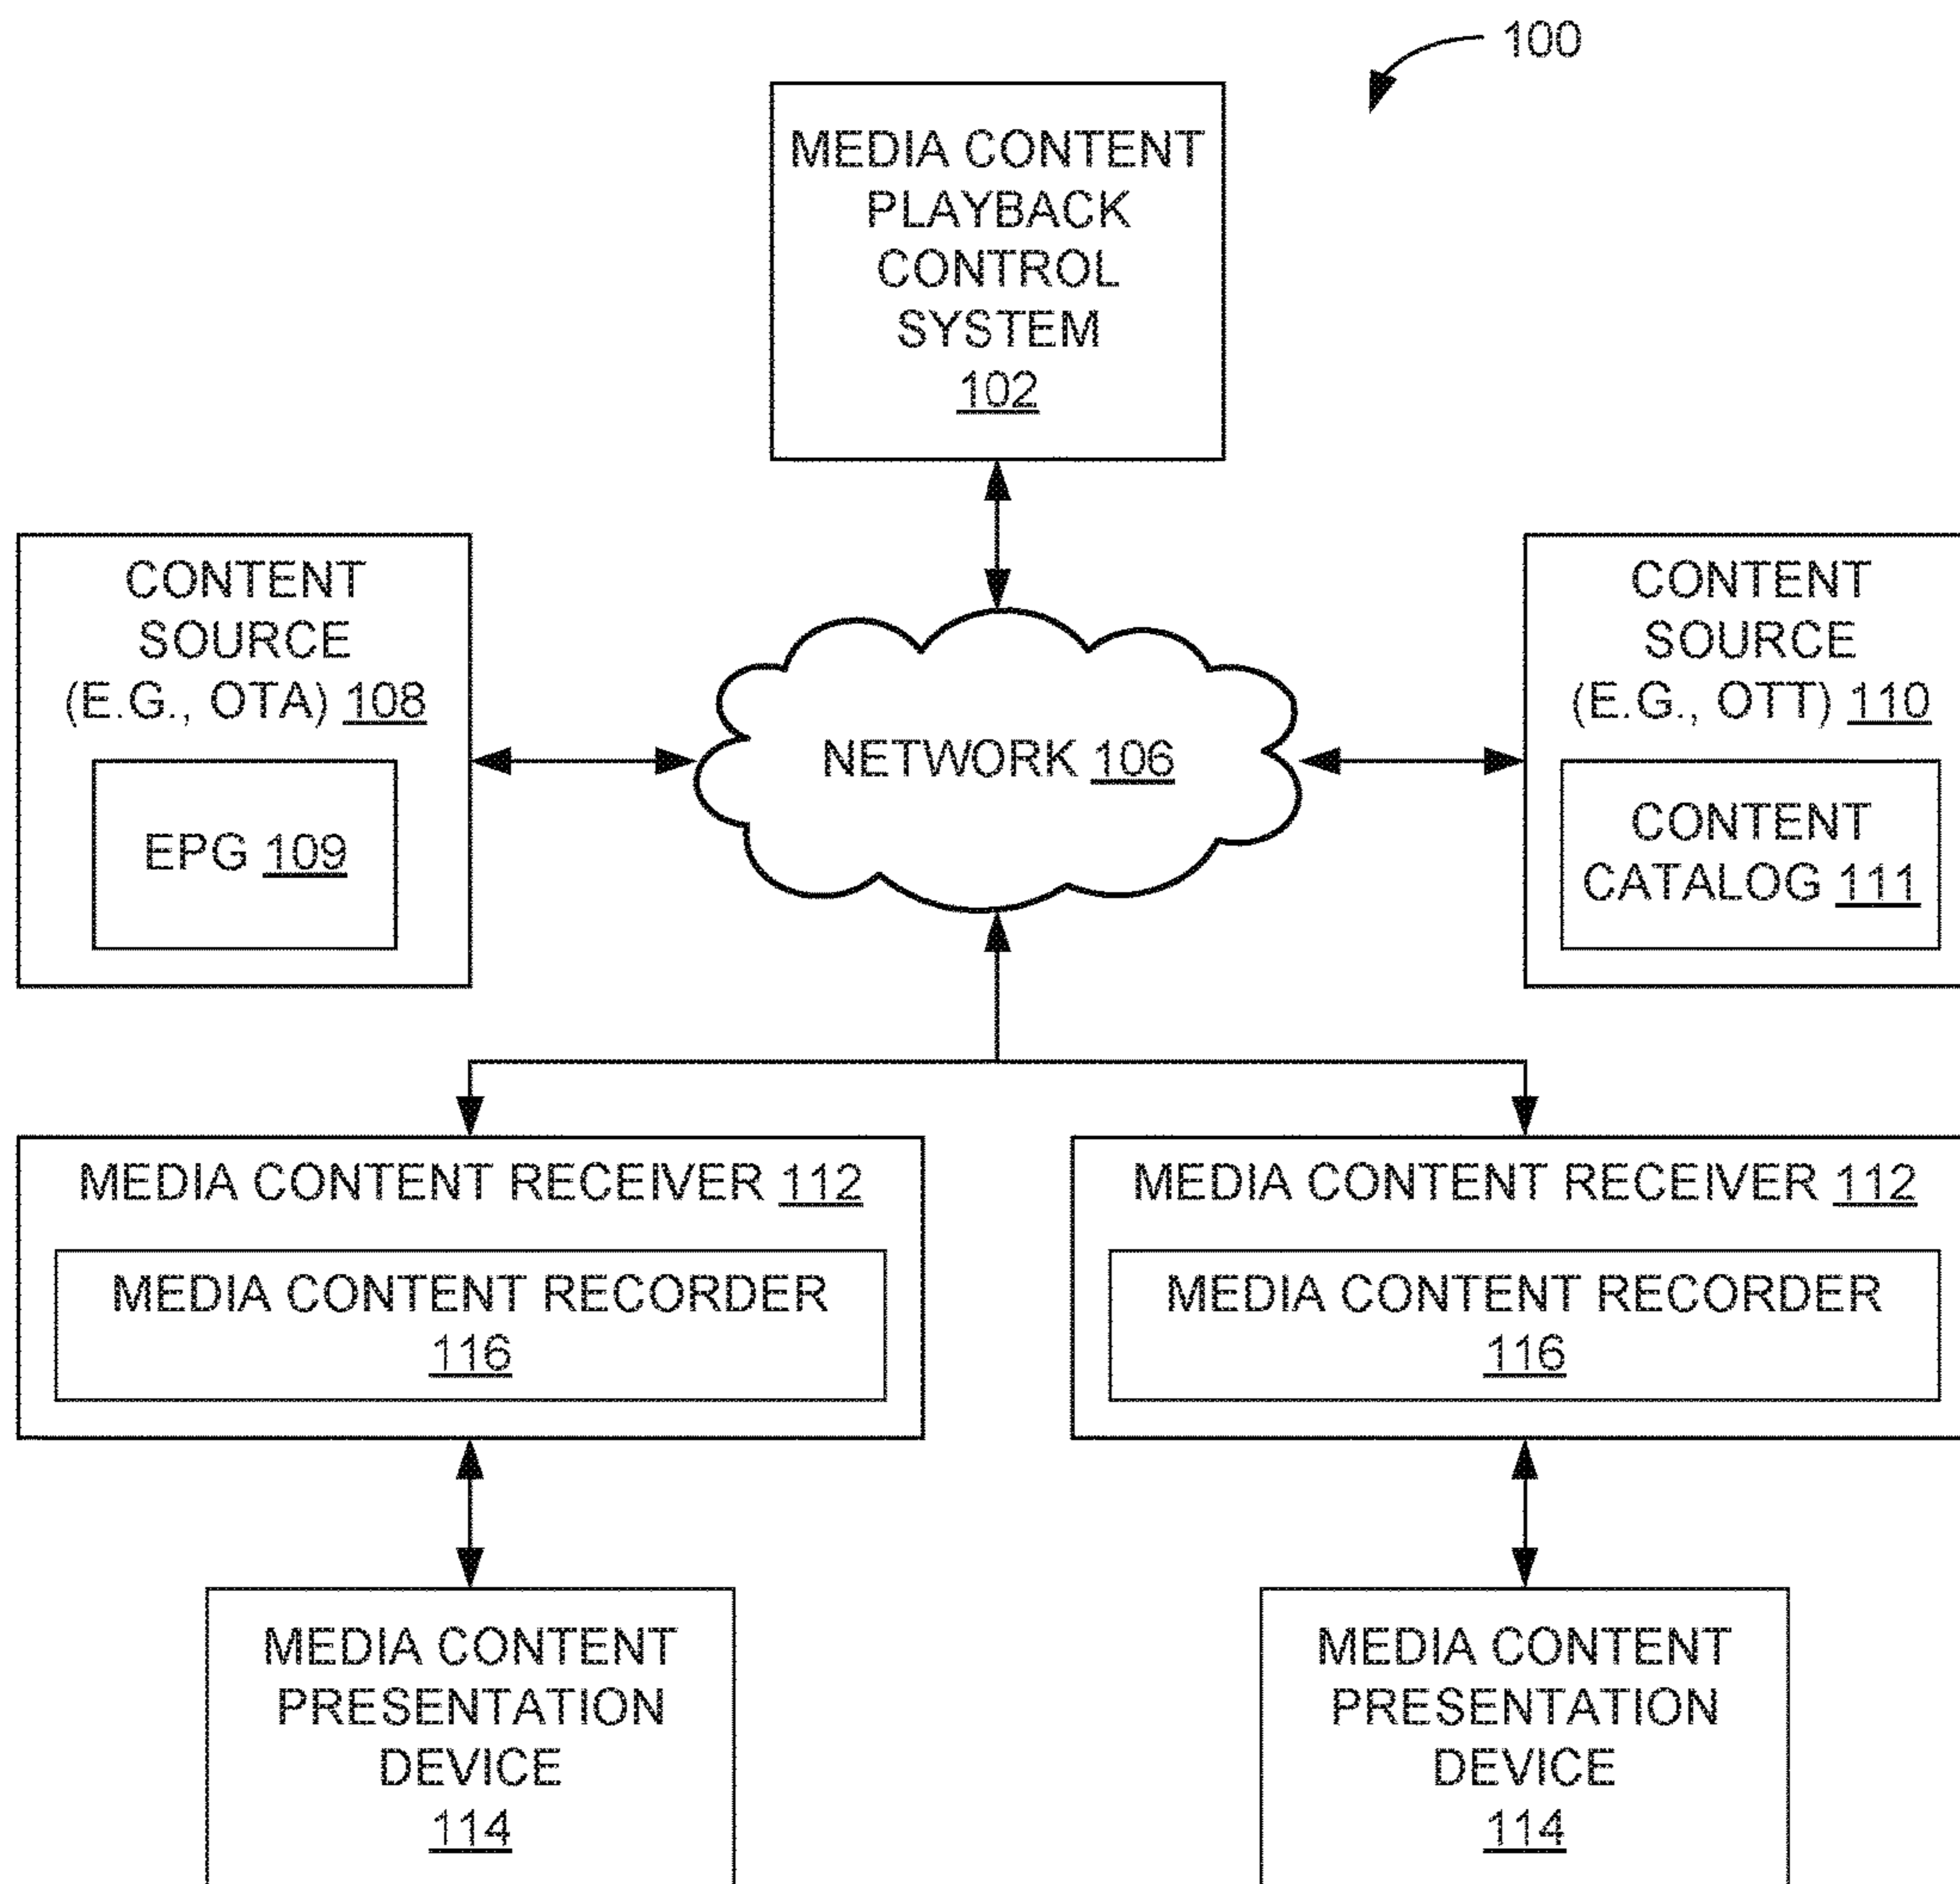 100
MEDIA CONTENT
PLAYBACK
CONTROL
SYSTEM
102
CONTENT
SOURCE
(E.G., OTA) 108
EPG 109
NETWORK 106
CONTENT
SOURCE
(E.G., OTT) 110
CONTENT
CATALOG 111
MEDIA CONTENT RECEIVER 112
MEDIA CONTENT RECORDER
116
MEDIA CONTENT RECEIVER 112
MEDIA CONTENT RECORDER
116
MEDIA CONTENT
PRESENTATION
DEVICE
114
MEDIA CONTENT
PRESENTATION
DEVICE
114